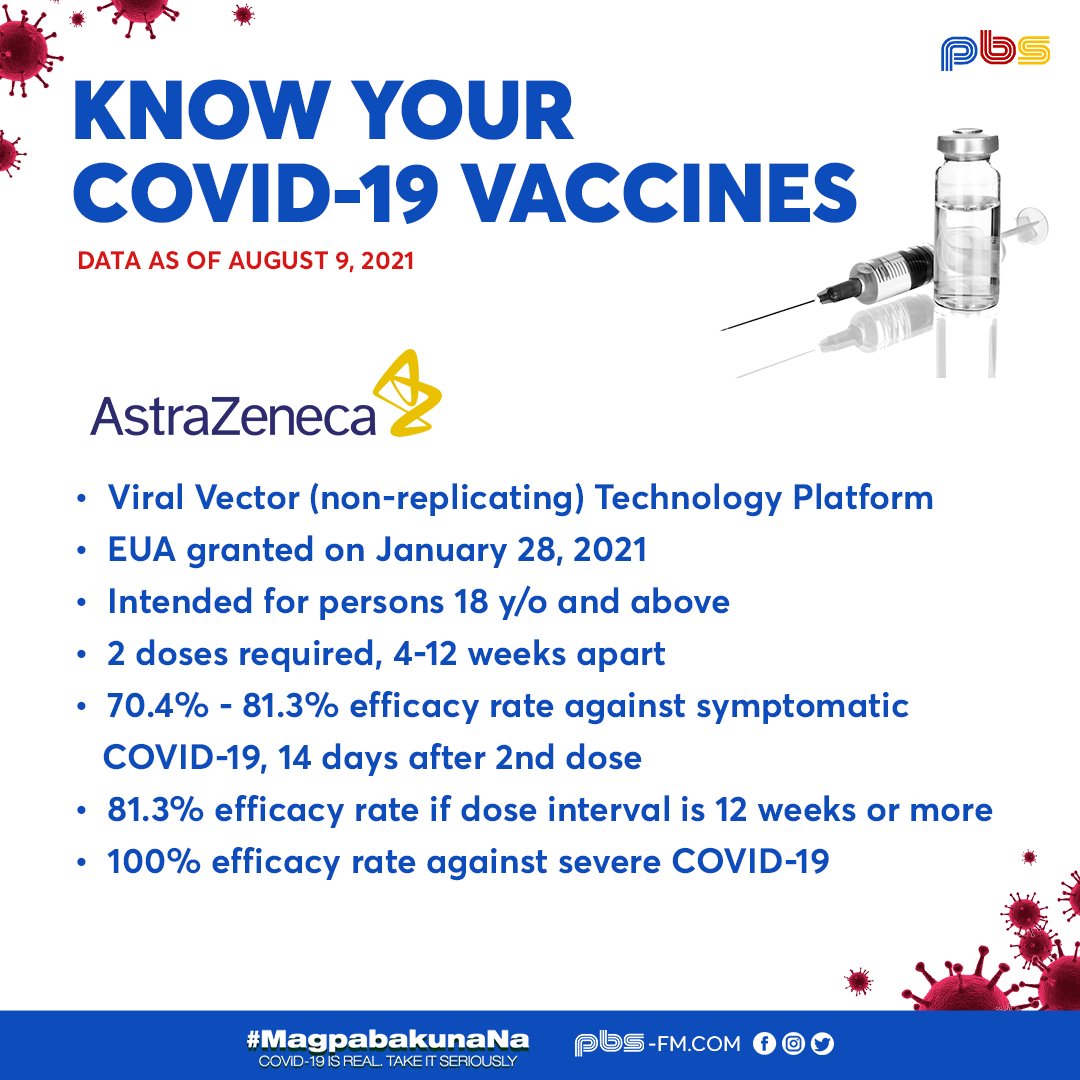 pbs
KNOW YOUR
COVID-19 VACCINES
DATA AS OF AUGUST 9, 2021
AstraZeneca
• Viral Vector (non-replicating) Technology Platform
• EUA granted on January 28, 2021
• Intended for persons 18 y/o and above
• 2 doses required, 4-12 weeks apart
• 70.4% - 81.3% efficacy rate against symptomatic
COVID-19, 14 days after 2nd dose
• 81.3% efficacy rate if dose interval is 12 weeks or more
• 100% efficacy rate against severe COVID-19
#MagpabakunaNa
COVID-19 IS REAL. TAKE IT SERIOUSLY
pbs-FM.COM